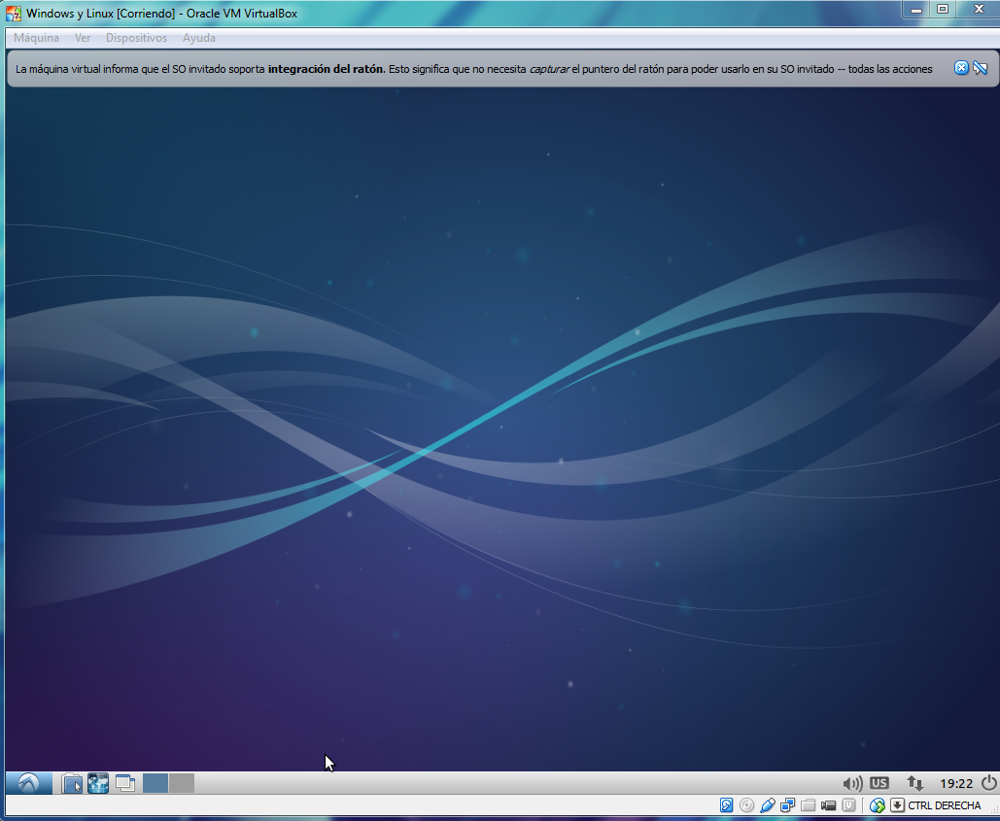 Windows y Linux [Corriendo] - Oracle VM VirtualBox
Máquina Ver Dispositivos Ayuda
La máquina virtual informa que el SO invitado soporta integración del ratón. Esto significa que no necesita capturar el puntero del ratón para poder usarlo en su SO invitado -- todas las acciones
US 19:22
CTRL DERECHA